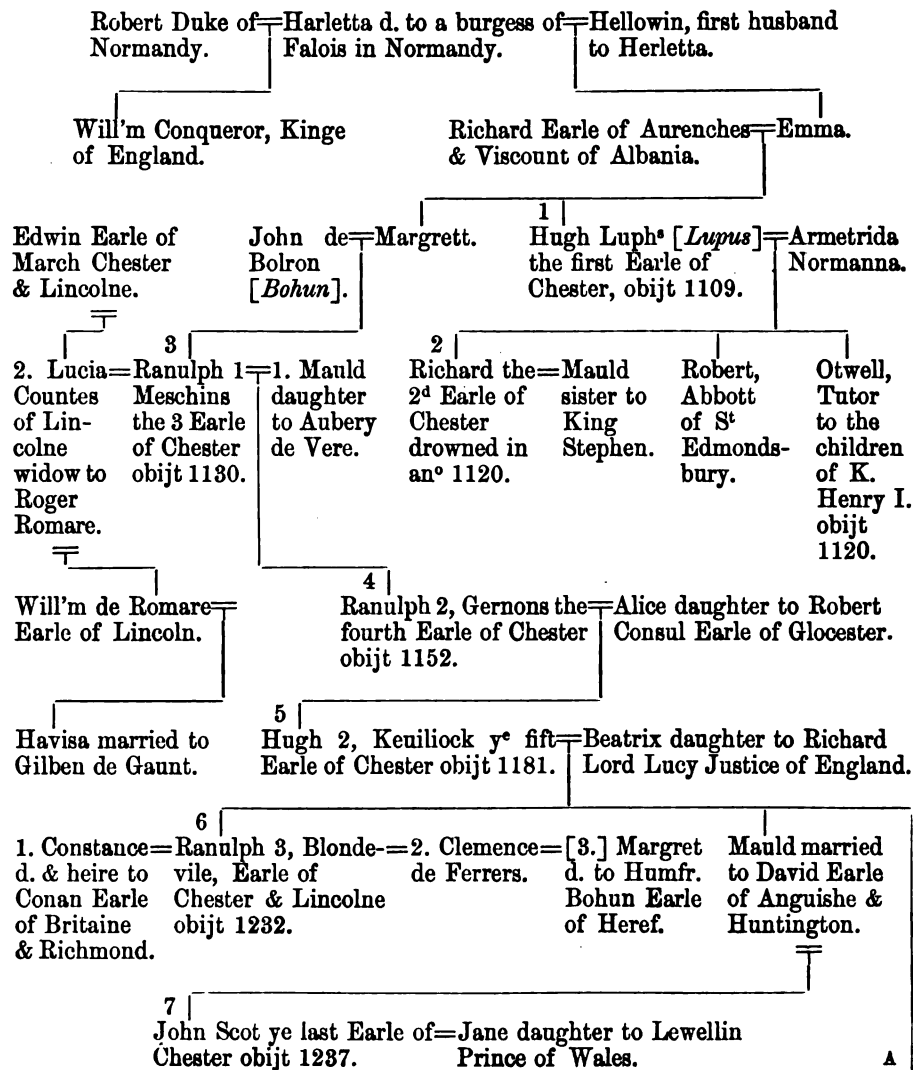 Robert Duke of Normandy.
Harletta d. to a burgess of
Falois in Normandy.
Hellowin, first husband
to Herletta.
Will'm Conqueror, Kinge
of England.
Richard Earle of Aurenches
& Viscount of Albania.
Emma.
Edwin Earle of
March Chester
& Lincolne.
John de
Bolron
[Bohun].
Margrett.
1
Hugh Luphˢ [Lupus]
the first Earle of
Chester, obijt 1109.
Armetrida
Normanna.
2. Lucia
Countes
of Lin-
colne
widow to
Roger
Romare.
3
Ranulph 1
Meschins
the 3 Earle
of Chester
obijt 1130.
1. Mauld
daughter
to Aubery
de Vere.
2
Richard the
2ᵈ Earle of
Chester
drowned in
anᵒ 1120.
Mauld
sister to
King
Stephen.
Robert,
Abbott
of Sᵗ
Edmonds-
bury.
Otwell,
Tutor
to the
children
of K.
Henry I.
obijt
1120.
Will'm de Romare
Earle of Lincoln.
4
Ranulph 2, Gernons the
fourth Earle of Chester
obijt 1152.
Alice daughter to Robert
Consul Earle of Glocester.
Havisa married to
Gilben de Gaunt.
5
Hugh 2, Keuiliock yᵉ fift
Earle of Chester obijt 1181.
Beatrix daughter to Richard
Lord Lucy Justice of England.
1. Constance
d. & heire to
Conan Earle
of Britaine
& Richmond.
6
Ranulph 3, Blonde-
vile, Earle of
Chester & Lincolne
obijt 1232.
2. Clemence
de Ferrers.
[3.] Margret
d. to Humfr.
Bohun Earle
of Heref.
Mauld married
to David Earle
of Anguishe &
Huntington.
7
John Scot ye last Earle of
Chester obijt 1237.
Jane daughter to Lewellin
Prince of Wales.
A